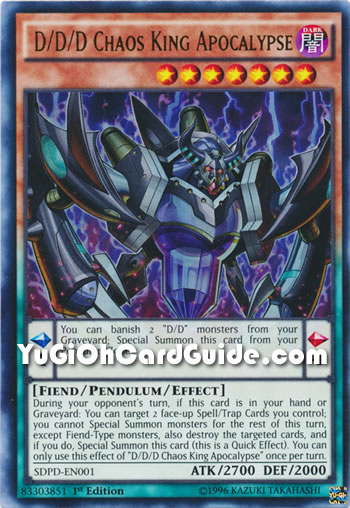 D/D/D CHAOS KING APOCALYPSE
DARK
闇
You can banish 2 "D/D" monsters from your
Graveyard; Special Summon this card from your
YUGIOHCARDGUIDE.COM
[FIEND/PENDULUM/EFFECT]
During your opponent's turn, if this card is in your hand or
Graveyard: You can target 2 face-up Spell/Trap Cards you control;
you cannot Special Summon monsters for the rest of this turn,
except Fiend-Type monsters, also destroy the targeted cards, and
if you do, Special Summon this card (this is a Quick Effect). You can
only use this effect of "D/D/D Chaos King Apocalypse" once per turn.
SDPD-EN001
ATK/2700 DEF/2000
83303851
1st Edition
©1996 KAZUKI TAKAHASHI